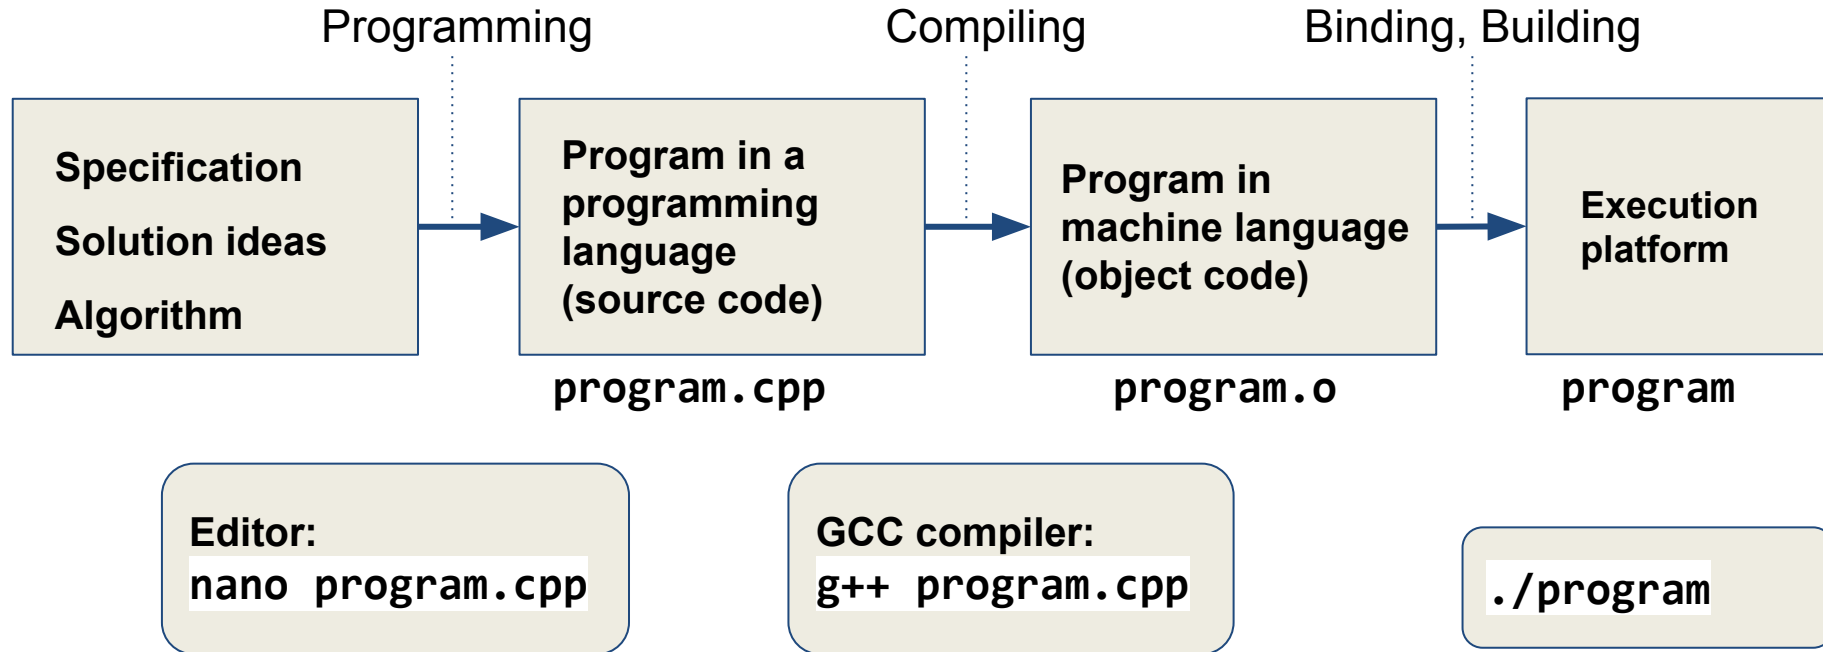 Programming
Compiling
Binding, Building
Specification
Solution ideas
Algorithm
Program in a
programming
language
(source code)
Program in
machine language
(object code)
Execution
platform
program.cpp
program.o
program
Editor:
nano program.cpp
GCC compiler:
g++ program.cpp
./program